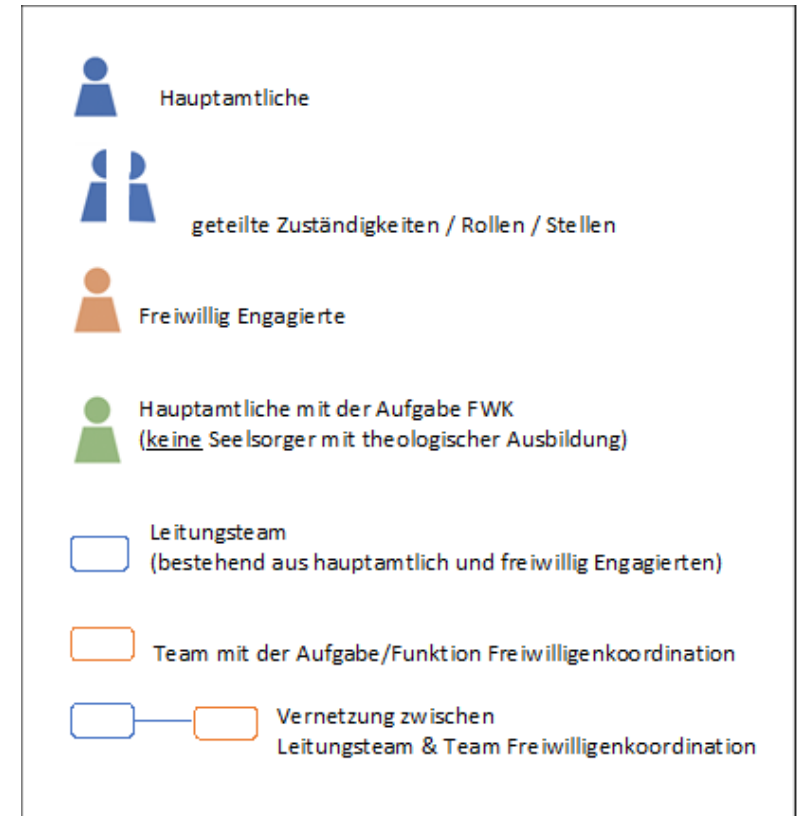 Hauptamtliche
geteilte Zuständigkeiten / Rollen / Stellen
Freiwillig Engagierte
Hauptamtliche mit der Aufgabe FWK
(keine Seelsorger mit theologischer Ausbildung)
Leitungsteam
(bestehend aus hauptamtlich und freiwillig Engagierten)
Team mit der Aufgabe/Funktion Freiwilligenkoordination
Vernetzung zwischen
Leitungsteam & Team Freiwilligenkoordination